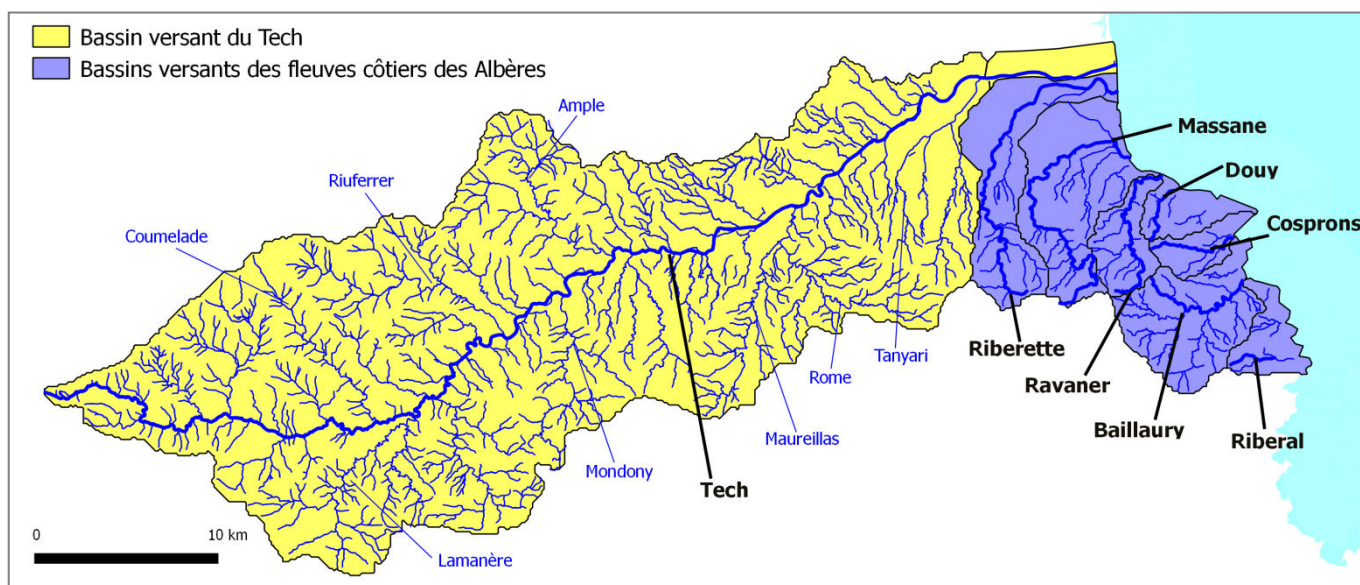 Bassin versant du Tech
Bassins versants des fleuves côtiers des Albères
Ample
Massane
Douy
Riuferrer
Cosprons
Coumelade
Riberette
Tanyari
Rome
Ravaner
Baillaury
Riberal
Maureillas
Mondony
Tech
0 10 km
Lamanère